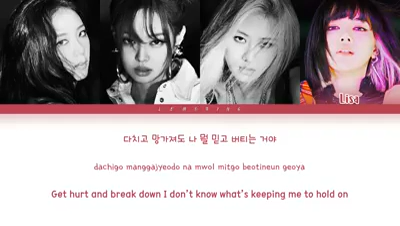 Lisa
다치고 망가져도 나 뭘 믿고 버티는 거야
dachigo manggajyeodo na mwol mitgo beotineun geoya
Get hurt and break down I don't know what's keeping me to hold on